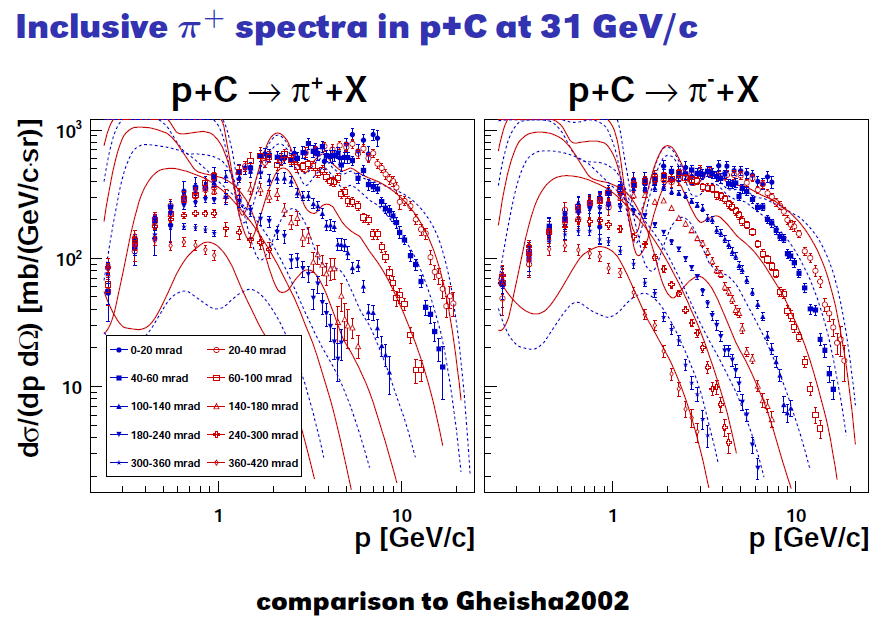 Inclusive π⁺ spectra in p+C at 31 GeV/c
p+C → π⁺+X
p+C → π⁻+X
dσ/(dp dΩ) [mb/(GeV/c·sr)]
10³
10²
10
0-20 mrad 20-40 mrad
40-60 mrad 60-100 mrad
100-140 mrad 140-180 mrad
180-240 mrad 240-300 mrad
300-360 mrad 360-420 mrad
1 10 1 10
p [GeV/c] p [GeV/c]
comparison to Gheisha2002